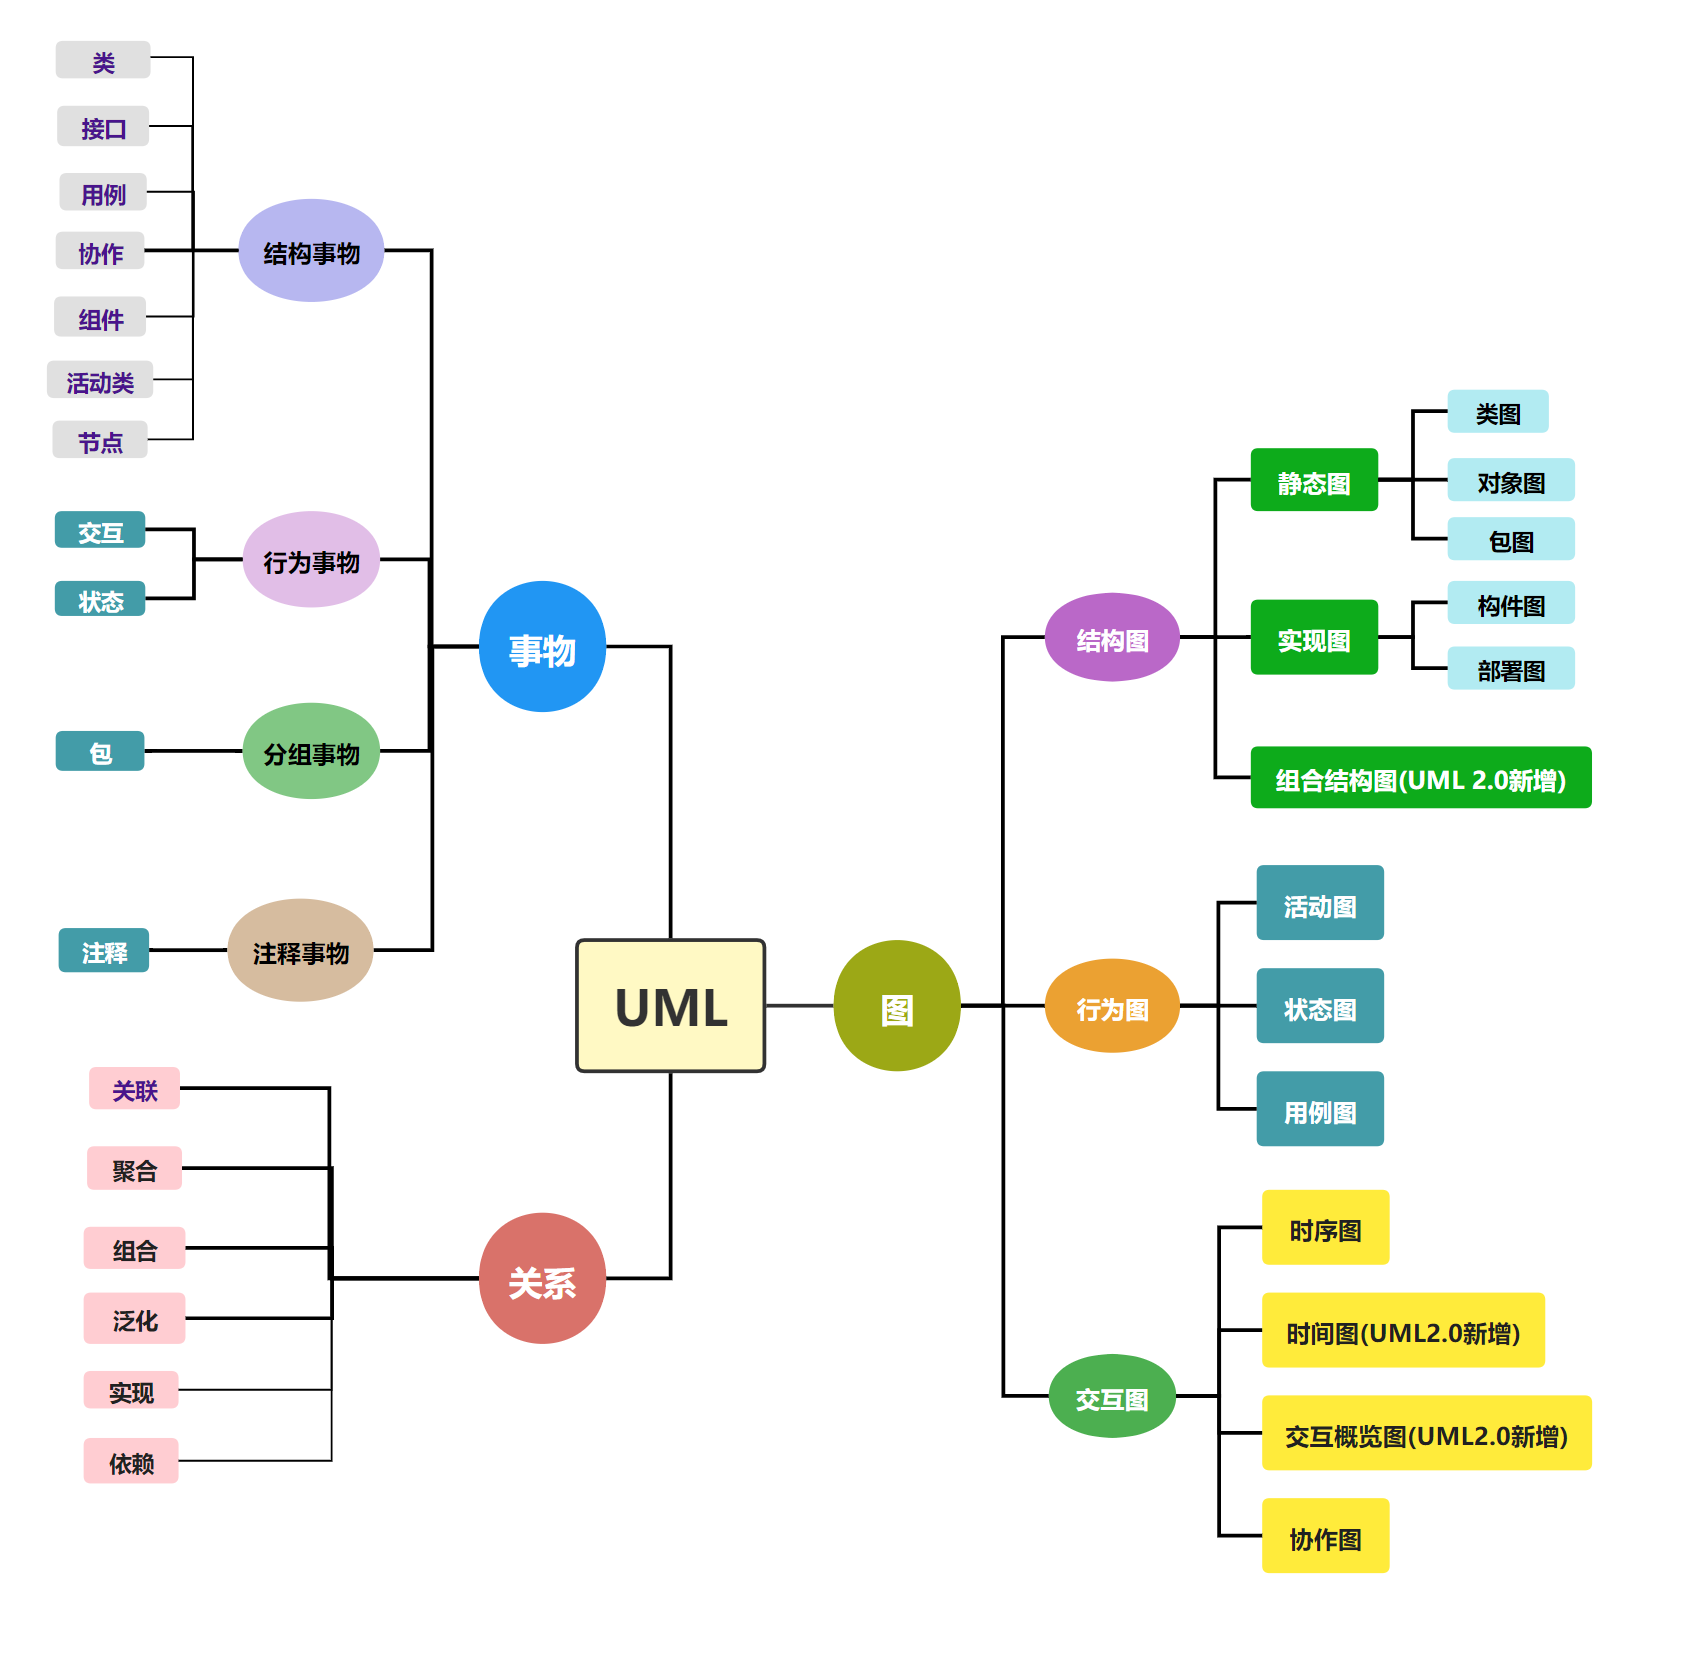 类
接口
用例
协作
组件
活动类
节点
结构事物
交互
状态
行为事物
包
分组事物
注释
注释事物
事物
UML
关联
聚合
组合
泛化
实现
依赖
关系
图
结构图
静态图
类图
对象图
包图
实现图
构件图
部署图
组合结构图(UML 2.0新增)
行为图
活动图
状态图
用例图
交互图
时序图
时间图(UML2.0新增)
交互概览图(UML2.0新增)
协作图